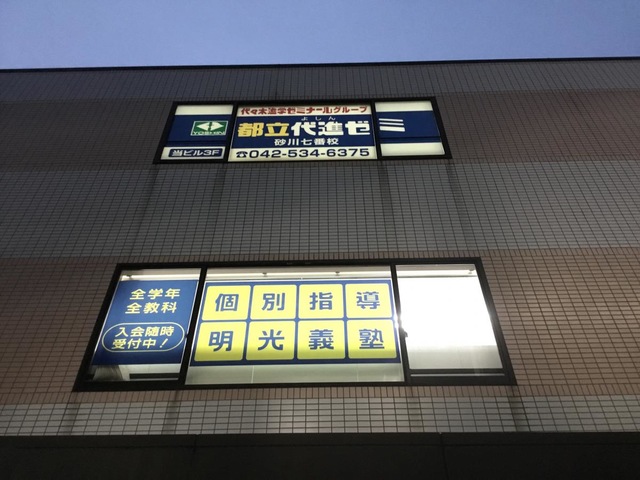 代々木進学ゼミナールグループ
YOSHIN
よしん
都立代進ゼミ
砂川七番校
当ビル3F
☎042-534-6375
全学年
全教科
入会随時
受付中!
個別指導
明光義塾